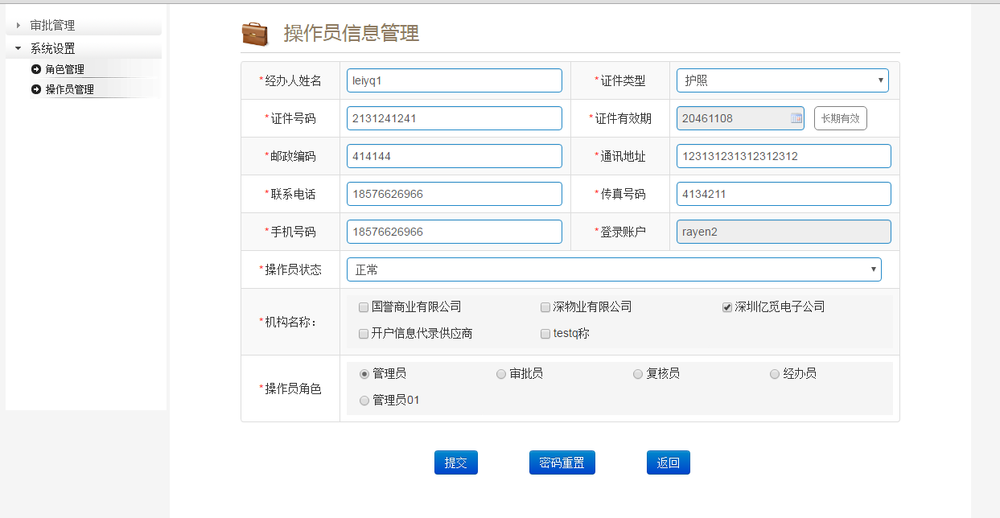 审批管理
系统设置
角色管理
操作员管理
操作员信息管理
*经办人姓名 leiyq1 *证件类型 护照
*证件号码 2131241241 *证件有效期 20461108 长期有效
*邮政编码 414144 *通讯地址 123131231312312312
*联系电话 18576626966 *传真号码 4134211
*手机号码 18576626966 *登录账户 rayen2
*操作员状态 正常
*机构名称： 国誉商业有限公司 深物业有限公司 深圳亿觅电子公司
开户信息代录供应商 testq称
*操作员角色 管理员 审批员 复核员 经办员
管理员01
提交 密码重置 返回